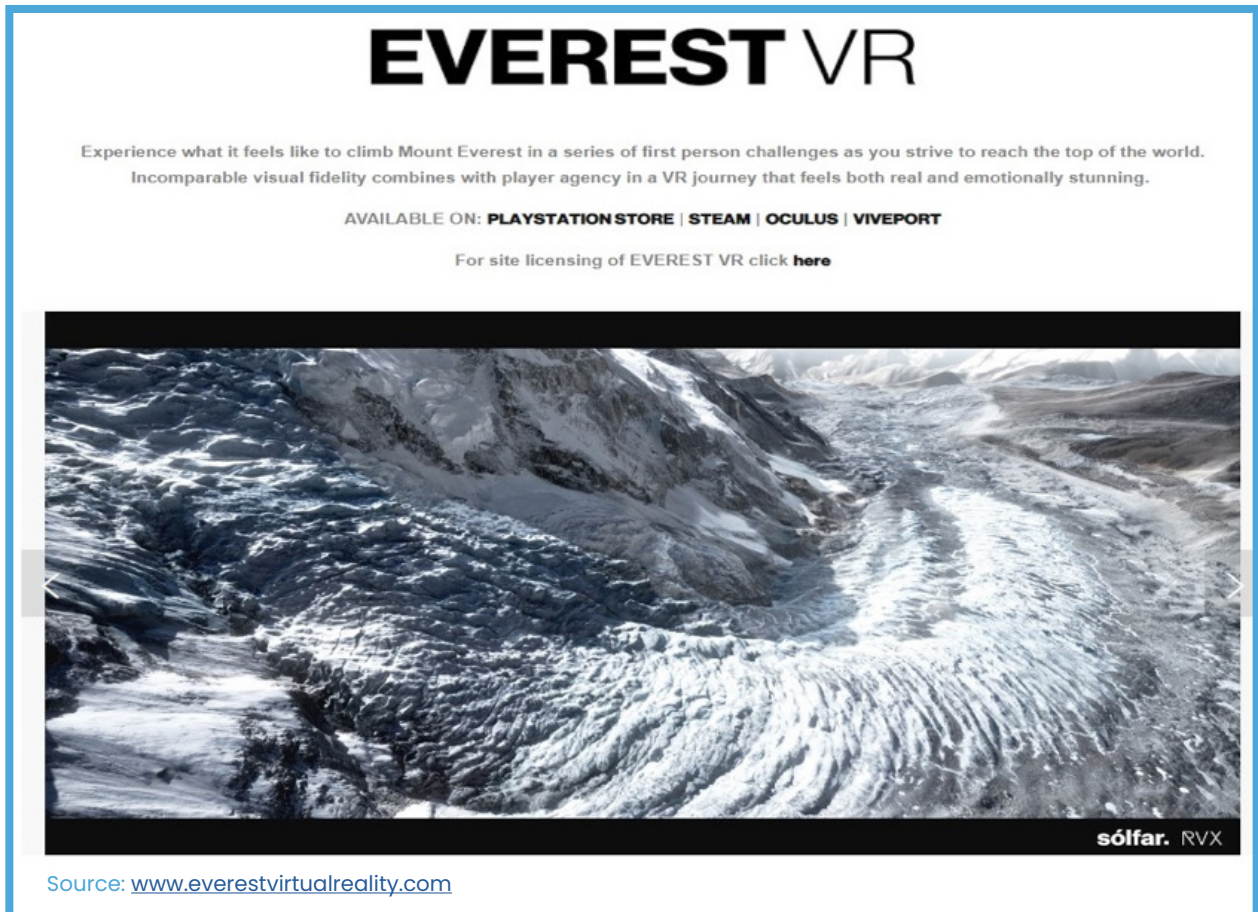 EVEREST VR
Experience what it feels like to climb Mount Everest in a series of first person challenges as you strive to reach the top of the world.
Incomparable visual fidelity combines with player agency in a VR journey that feels both real and emotionally stunning.
AVAILABLE ON: PLAYSTATION STORE | STEAM | OCULUS | VIVEPORT
For site licensing of EVEREST VR click here
sólfar. RVX
Source: www.everestvirtualreality.com